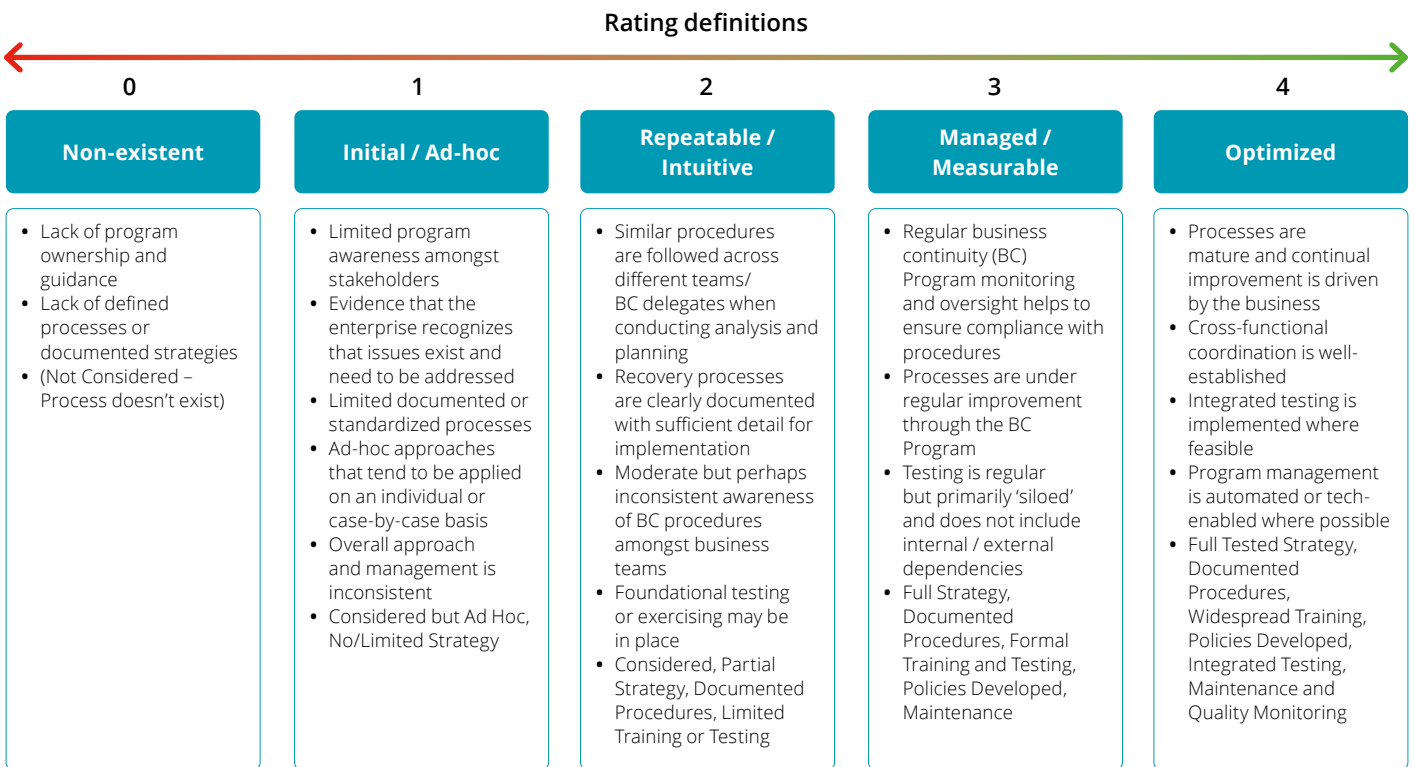 Rating definitions
0
1
2
3
4
Non-existent
Initial / Ad-hoc
Repeatable /
Intuitive
Managed /
Measurable
Optimized
• Lack of program
ownership and
guidance
• Lack of defined
processes or
documented strategies
• (Not Considered –
Process doesn’t exist)
• Limited program
awareness amongst
stakeholders
• Evidence that the
enterprise recognizes
that issues exist and
need to be addressed
• Limited documented or
standardized processes
• Ad-hoc approaches
that tend to be applied
on an individual or
case-by-case basis
• Overall approach
and management is
inconsistent
• Considered but Ad Hoc,
No/Limited Strategy
• Similar procedures
are followed across
different teams/
BC delegates when
conducting analysis and
planning
• Recovery processes
are clearly documented
with sufficient detail for
implementation
• Moderate but perhaps
inconsistent awareness
of BC procedures
amongst business
teams
• Foundational testing
or exercising may be
in place
• Considered, Partial
Strategy, Documented
Procedures, Limited
Training or Testing
• Regular business
continuity (BC)
Program monitoring
and oversight helps to
ensure compliance with
procedures
• Processes are under
regular improvement
through the BC
Program
• Testing is regular
but primarily ‘siloed’
and does not include
internal / external
dependencies
• Full Strategy,
Documented
Procedures, Formal
Training and Testing,
Policies Developed,
Maintenance
• Processes are
mature and continual
improvement is driven
by the business
• Cross-functional
coordination is well-
established
• Integrated testing is
implemented where
feasible
• Program management
is automated or tech-
enabled where possible
• Full Tested Strategy,
Documented
Procedures,
Widespread Training,
Policies Developed,
Integrated Testing,
Maintenance and
Quality Monitoring